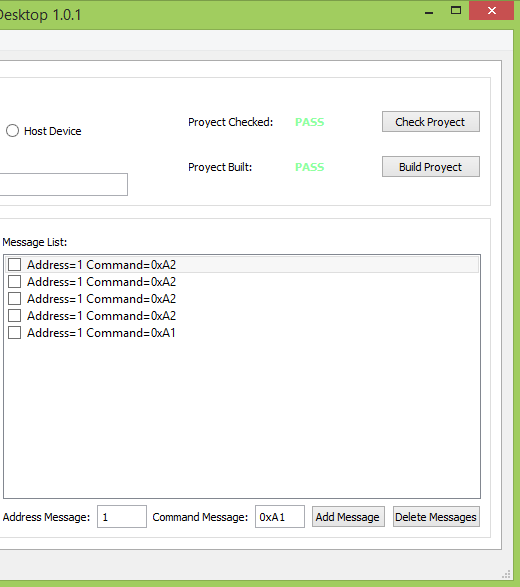 Desktop 1.0.1
Proyect Checked: PASS Check Proyect
Host Device
Project Built: PASS Build Project
Message List:
Address=1 Command=0xA2
Address=1 Command=0xA2
Address=1 Command=0xA2
Address=1 Command=0xA2
Address=1 Command=0xA1
Address Message: 1 Command Message: 0xA1 Add Message Delete Messages